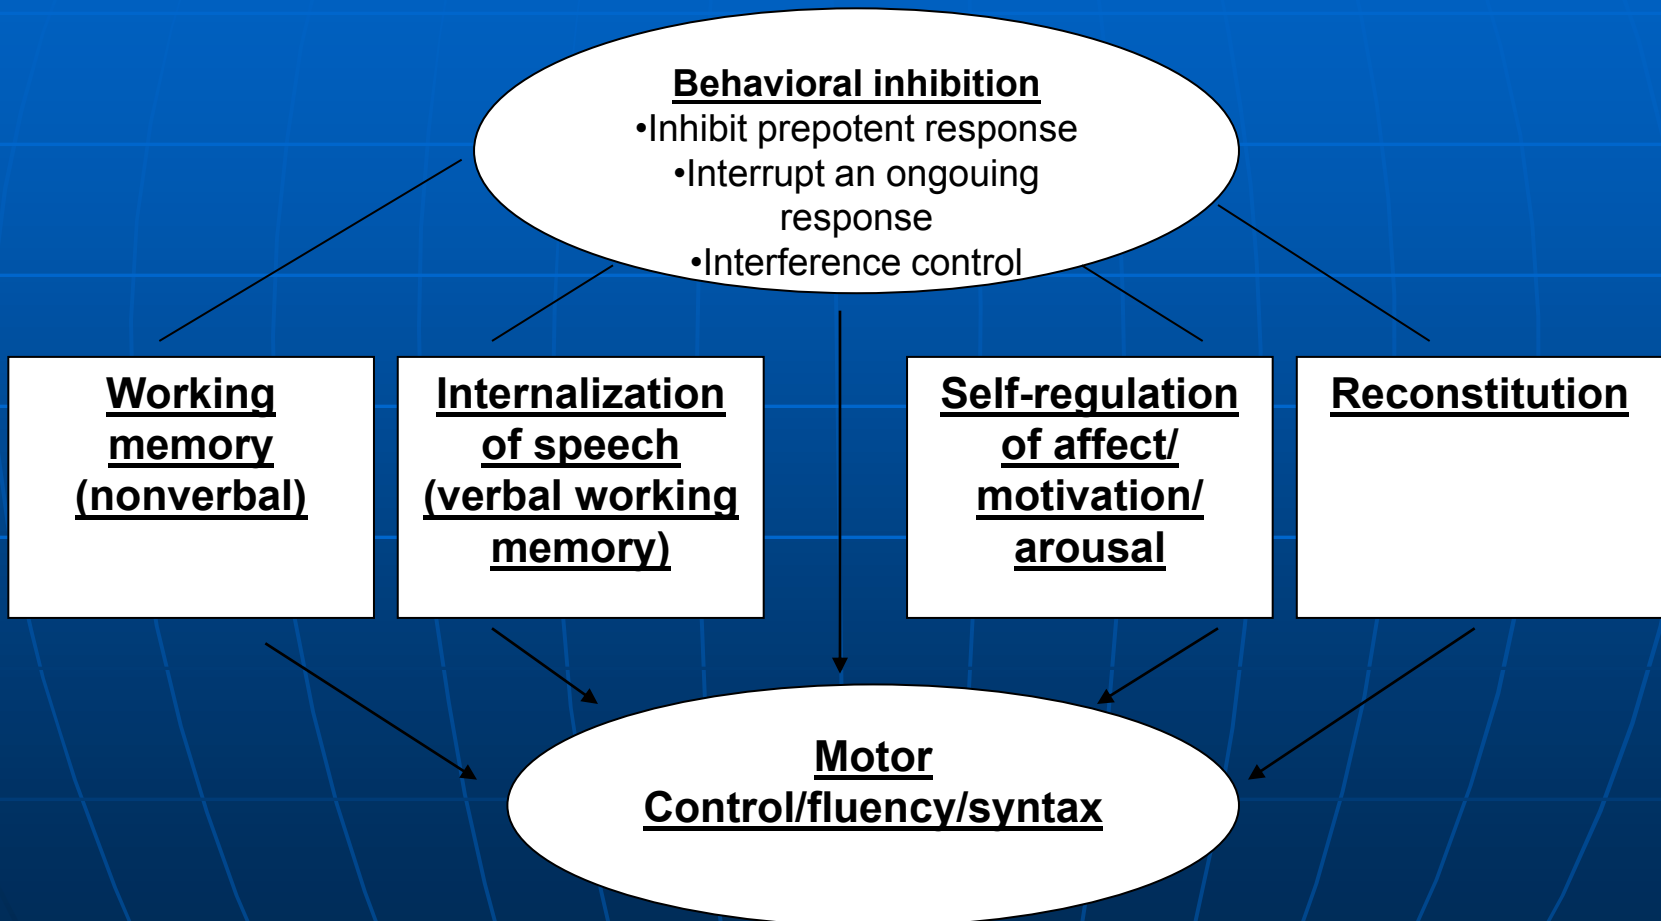 Behavioral inhibition
•Inhibit prepotent response
•Interrupt an ongouing
response
•Interference control
Working
memory
(nonverbal)
Internalization
of speech
(verbal working
memory)
Self-regulation
of affect/
motivation/
arousal
Reconstitution
Motor
Control/fluency/syntax